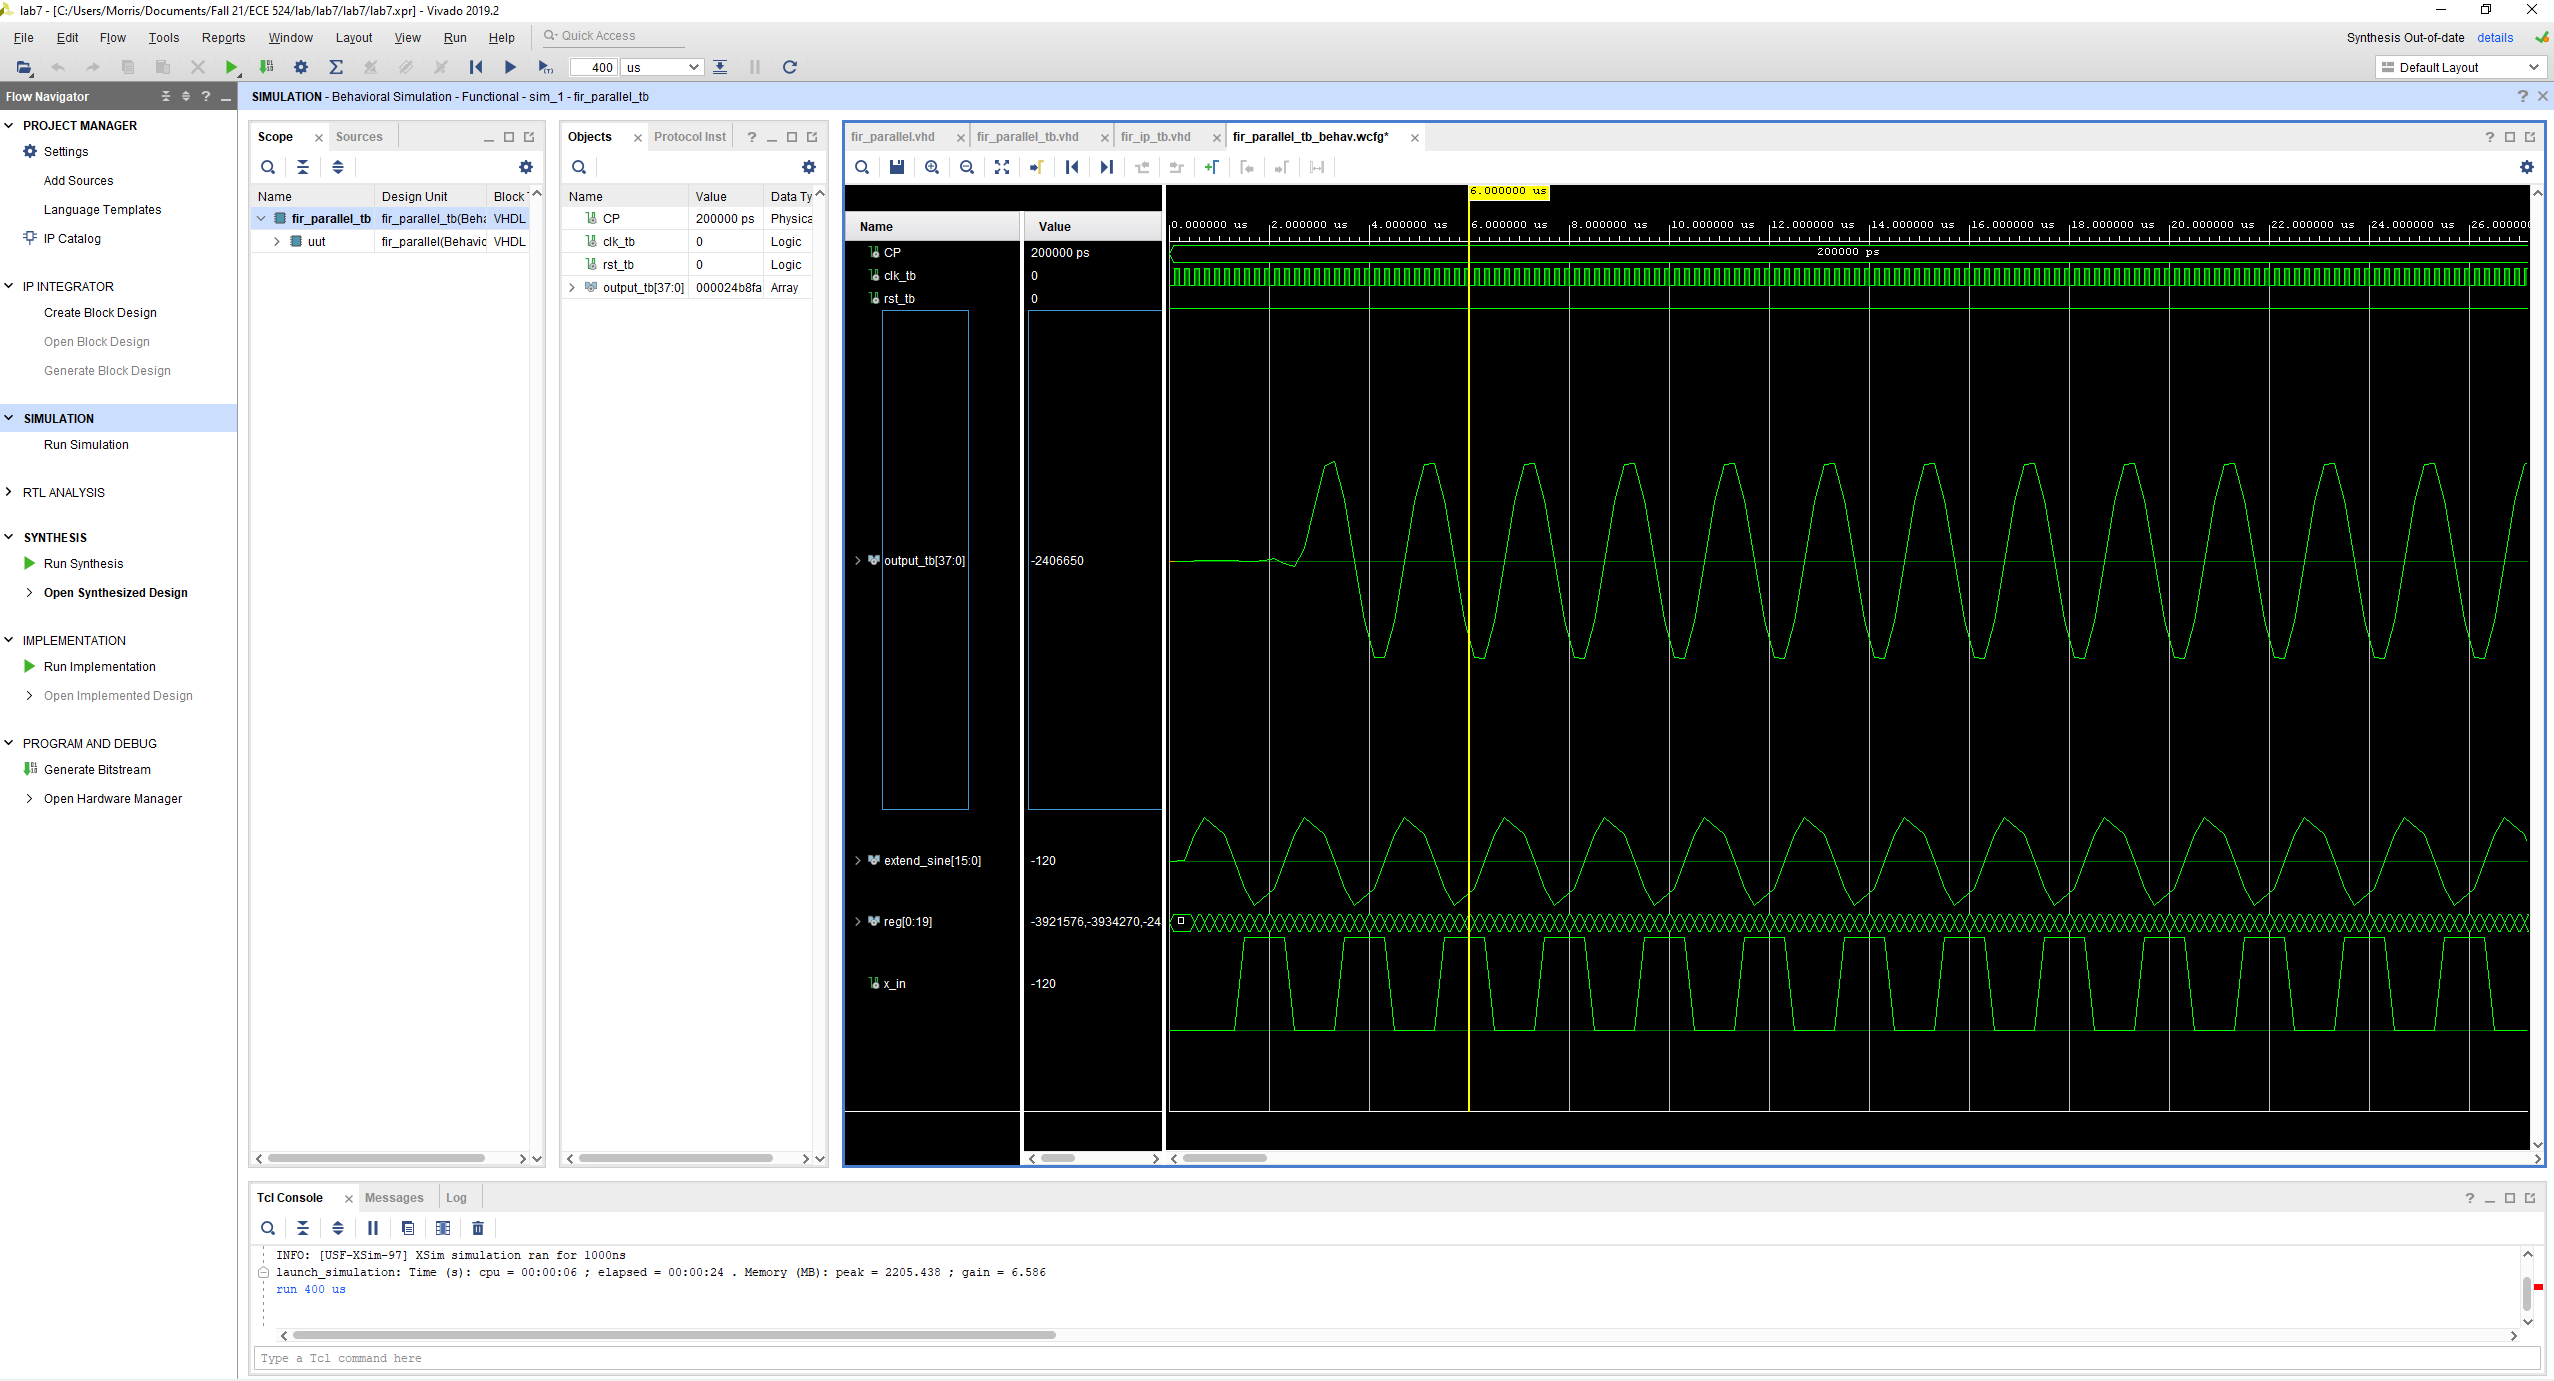 lab7 - [C:/Users/Morris/Documents/Fall 21/ECE 524/lab/lab7/lab7/lab7.xpr] - Vivado 2019.2
File Edit Flow Tools Reports Window Layout View Run Help Quick Access
Synthesis Out-of-date details
400 us
Default Layout
Flow Navigator
PROJECT MANAGER
Settings
Add Sources
Language Templates
IP Catalog
IP INTEGRATOR
Create Block Design
Open Block Design
Generate Block Design
SIMULATION
Run Simulation
RTL ANALYSIS
SYNTHESIS
Run Synthesis
Open Synthesized Design
IMPLEMENTATION
Run Implementation
Open Implemented Design
PROGRAM AND DEBUG
Generate Bitstream
Open Hardware Manager
SIMULATION - Behavioral Simulation - Functional - sim_1 - fir_parallel_tb
Scope Sources
Name Design Unit Block T
fir_parallel_tb fir_parallel_tb(Beha VHDL
uut fir_parallel(Behavic VHDL
Objects Protocol Inst
Name Value Data Ty
CP 200000 ps Physica
clk_tb 0 Logic
rst_tb 0 Logic
output_tb[37:0] 000024b8fa Array
fir_parallel.vhd fir_parallel_tb.vhd fir_ip_tb.vhd fir_parallel_tb_behav.wcfg*
6.000000 us
0.000000 us 2.000000 us 4.000000 us 6.000000 us 8.000000 us 10.000000 us 12.000000 us 14.000000 us 16.000000 us 18.000000 us 20.000000 us 22.000000 us 24.000000 us 26.000000
Name Value
CP 200000 ps 200000 ps
clk_tb 0
rst_tb 0
output_tb[37:0] -2406650
extend_sine[15:0] -120
reg[0:19] -3921576,-3934270,-24
x_in -120
Tcl Console Messages Log
INFO: [USF-XSim-97] XSim simulation ran for 1000ns
launch_simulation: Time (s): cpu = 00:00:06 ; elapsed = 00:00:24 . Memory (MB): peak = 2205.438 ; gain = 6.586
run 400 us
Type a Tcl command here